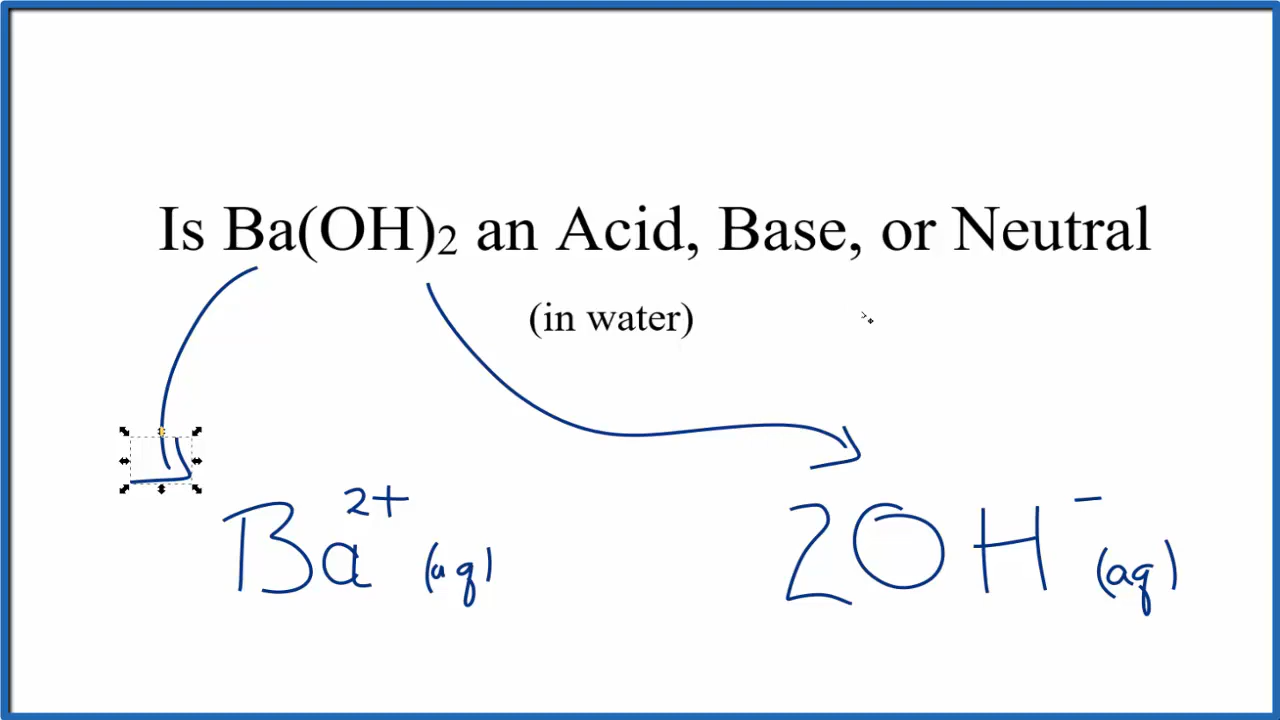 Is Ba(OH)₂ an Acid, Base, or Neutral
(in water)
Ba²⁺ (aq) 2OH⁻ (aq)